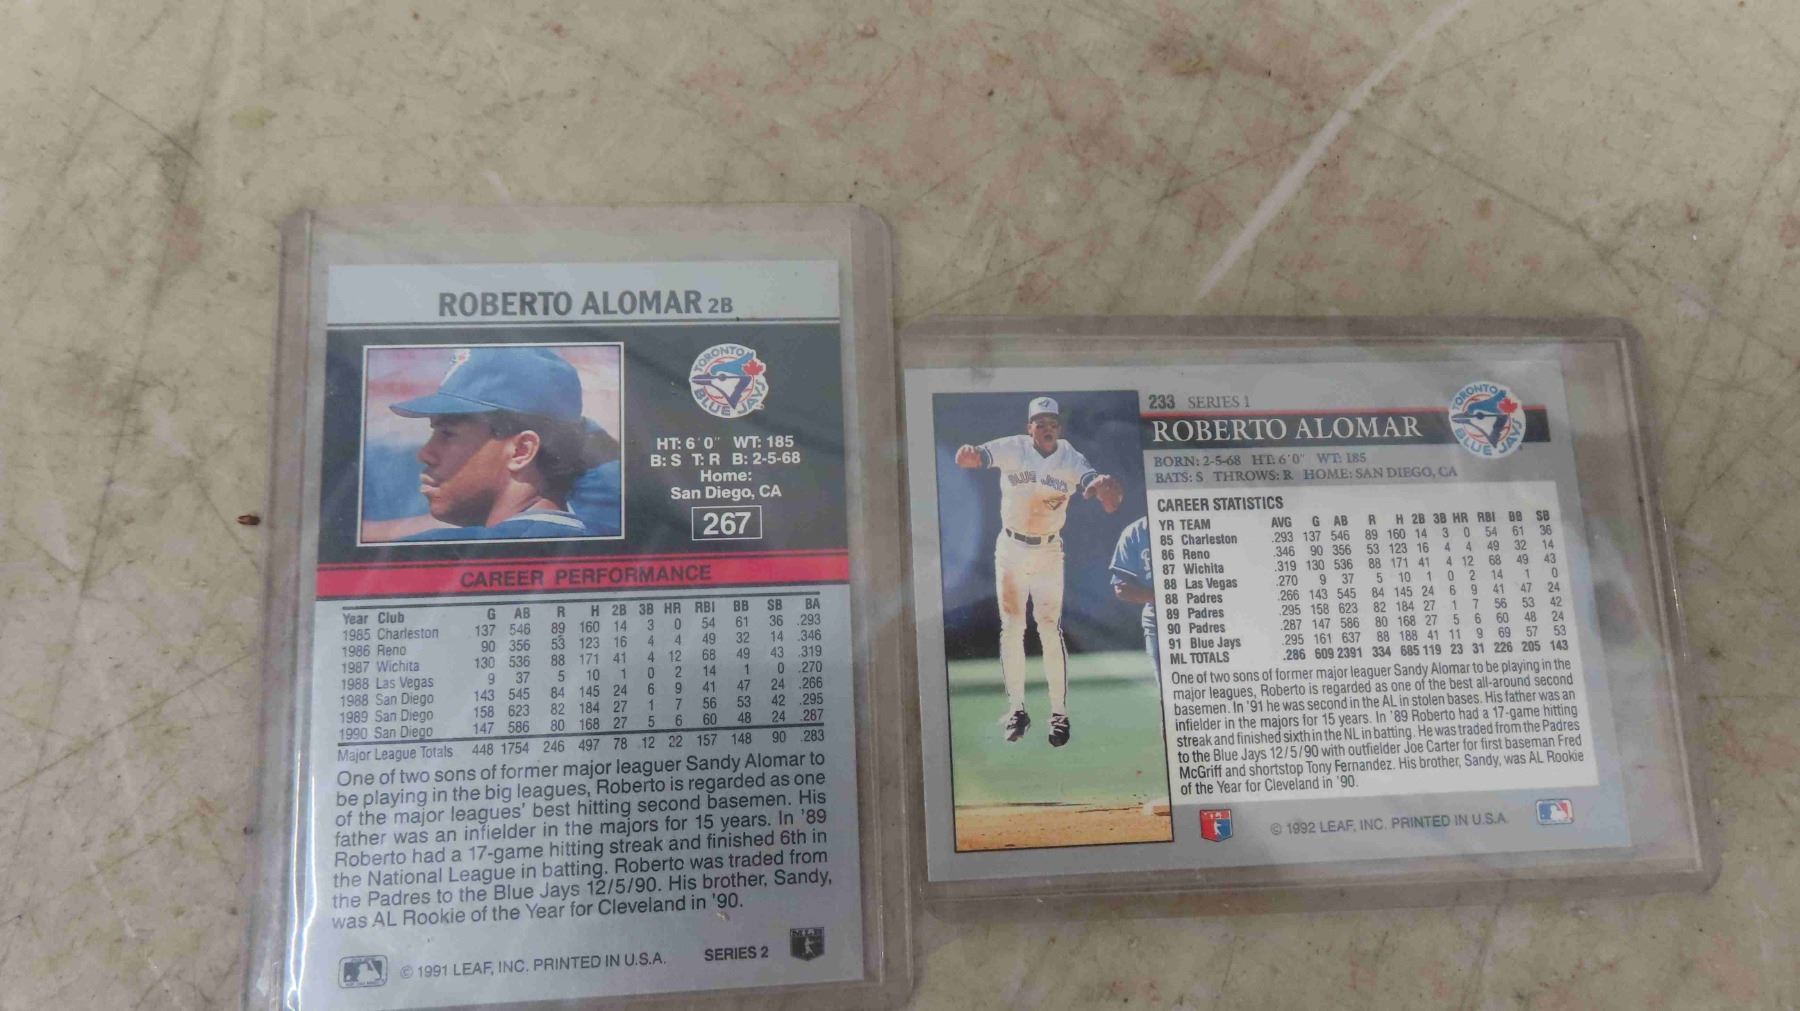 ROBERTO ALOMAR 2B
TORONTO
BLUE JAYS
HT: 6'0" WT: 185
B: S T: R B: 2-5-68
Home:
San Diego, CA
267
CAREER PERFORMANCE
Year Club G AB R H 2B 3B HR RBI BB SB BA
1985 Charleston 137 546 89 160 14 3 0 54 61 36 .293
1986 Reno 90 356 53 123 16 4 4 49 32 14 .346
1987 Wichita 130 536 88 171 41 4 12 68 49 43 .319
1988 Las Vegas 9 37 5 10 1 0 2 14 1 0 .270
1988 San Diego 143 545 84 145 24 6 9 41 47 24 .266
1989 San Diego 158 623 82 184 27 1 7 56 53 42 .295
1990 San Diego 147 586 80 168 27 5 6 60 48 24 .287
Major League Totals 448 1754 246 497 78 12 22 157 148 90 .283
One of two sons of former major leaguer Sandy Alomar to
be playing in the big leagues, Roberto is regarded as one
of the major leagues' best hitting second basemen. His
father was an infielder in the majors for 15 years. In '89
Roberto had a 17-game hitting streak and finished 6th in
the National League in batting. Roberto was traded from
the Padres to the Blue Jays 12/5/90. His brother, Sandy,
was AL Rookie of the Year for Cleveland in '90.
© 1991 LEAF, INC. PRINTED IN U.S.A. SERIES 2
233 SERIES 1
ROBERTO ALOMAR
TORONTO
BLUE JAYS
BORN: 2-5-68 HT: 6'0" WT: 185
BATS: S THROWS: R HOME: SAN DIEGO, CA
BLUE JAYS
CAREER STATISTICS
YR TEAM AVG G AB R H 2B 3B HR RBI BB SB
85 Charleston .293 137 546 89 160 14 3 0 54 61 36
86 Reno .346 90 356 53 123 16 4 4 49 32 14
87 Wichita .319 130 536 88 171 41 4 12 68 49 43
88 Las Vegas .270 9 37 5 10 1 0 2 14 1 0
88 Padres .266 143 545 84 145 24 6 9 41 47 24
89 Padres .295 158 623 82 184 27 1 7 56 53 42
90 Padres .287 147 586 80 168 27 5 6 60 48 24
91 Blue Jays .295 161 637 88 188 41 11 9 69 57 53
ML TOTALS .286 609 2391 334 685 119 23 31 226 205 143
One of two sons of former major leaguer Sandy Alomar to be playing in the
major leagues, Roberto is regarded as one of the best all-around second
basemen. In '91 he was second in the AL in stolen bases. His father was an
infielder in the majors for 15 years. In '89 Roberto had a 17-game hitting
streak and finished sixth in the NL in batting. He was traded from the Padres
to the Blue Jays 12/5/90 with outfielder Joe Carter for first baseman Fred
McGriff and shortstop Tony Fernandez. His brother, Sandy, was AL Rookie
of the Year for Cleveland in '90.
© 1992 LEAF, INC. PRINTED IN U.S.A.